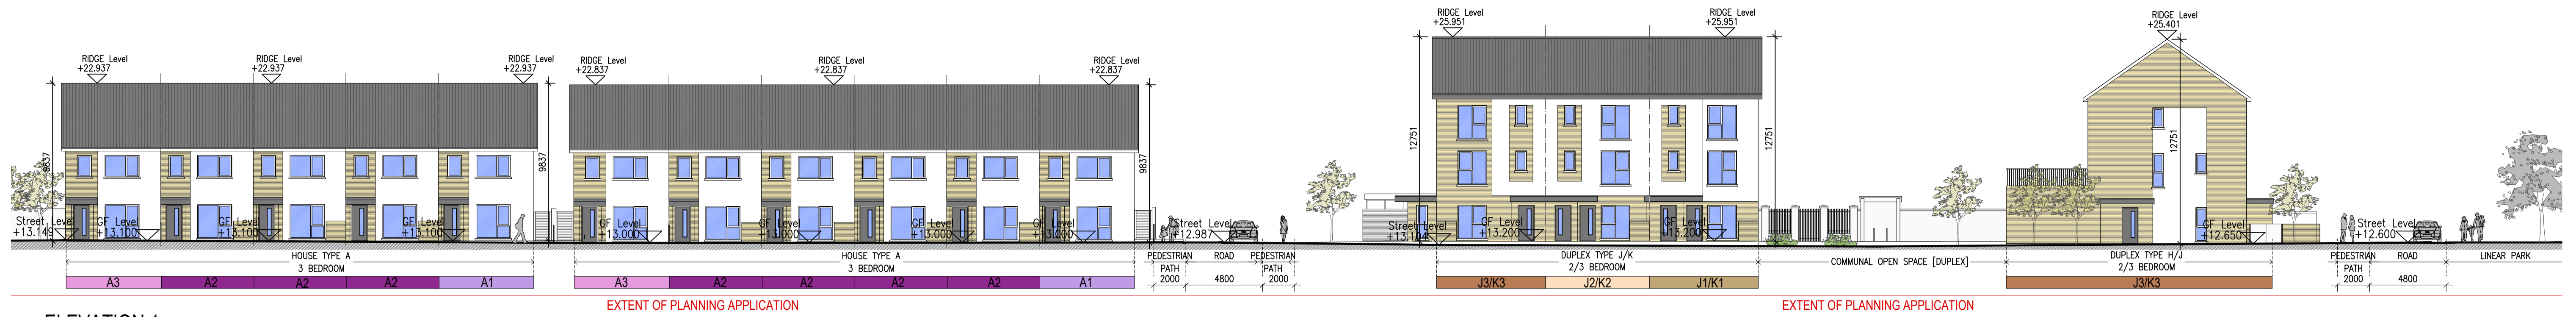 RIDGE Level
+22.937
RIDGE Level
+22.937
RIDGE Level
+22.937
RIDGE Level
+22.837
RIDGE Level
+22.837
RIDGE Level
+22.837
RIDGE Level
+25.951
RIDGE Level
+25.951
RIDGE Level
+25.401
9837
9837
9837
12751
12751
12751
Street Level
+13.149
GF Level
+13.100
GF Level
+13.100
GF Level
+13.100
GF Level
+13.000
GF Level
+13.000
GF Level
+13.000
GF Level
+13.000
Street Level
+12.987
Street Level
+13.104
GF Level
+13.200
GF Level
+13.200
GF Level
+12.650
Street Level
+12.600
HOUSE TYPE A
3 BEDROOM
HOUSE TYPE A
3 BEDROOM
PEDESTRIAN
PATH
2000
ROAD
4800
PEDESTRIAN
PATH
2000
DUPLEX TYPE J/K
2/3 BEDROOM
COMMUNAL OPEN SPACE [DUPLEX]
DUPLEX TYPE H/J
2/3 BEDROOM
PEDESTRIAN
PATH
2000
ROAD
4800
LINEAR PARK
A3 A2 A2 A2 A1
A3 A2 A2 A2 A2 A1
J3/K3 J2/K2 J1/K1
J3/K3
EXTENT OF PLANNING APPLICATION
EXTENT OF PLANNING APPLICATION
ELEVATION 1